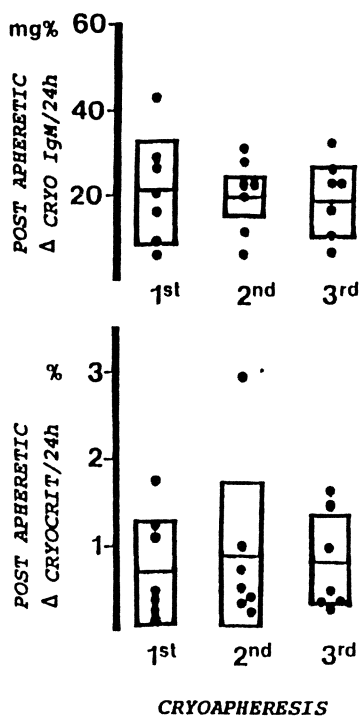 mg% 60
40
20
POST APHERETIC
Δ CRYO IgM/24h
1st 2nd 3rd
% 3
2
1
POST APHERETIC
Δ CRYOCRIT/24h
1st 2nd 3rd
CRYOAPHERESIS